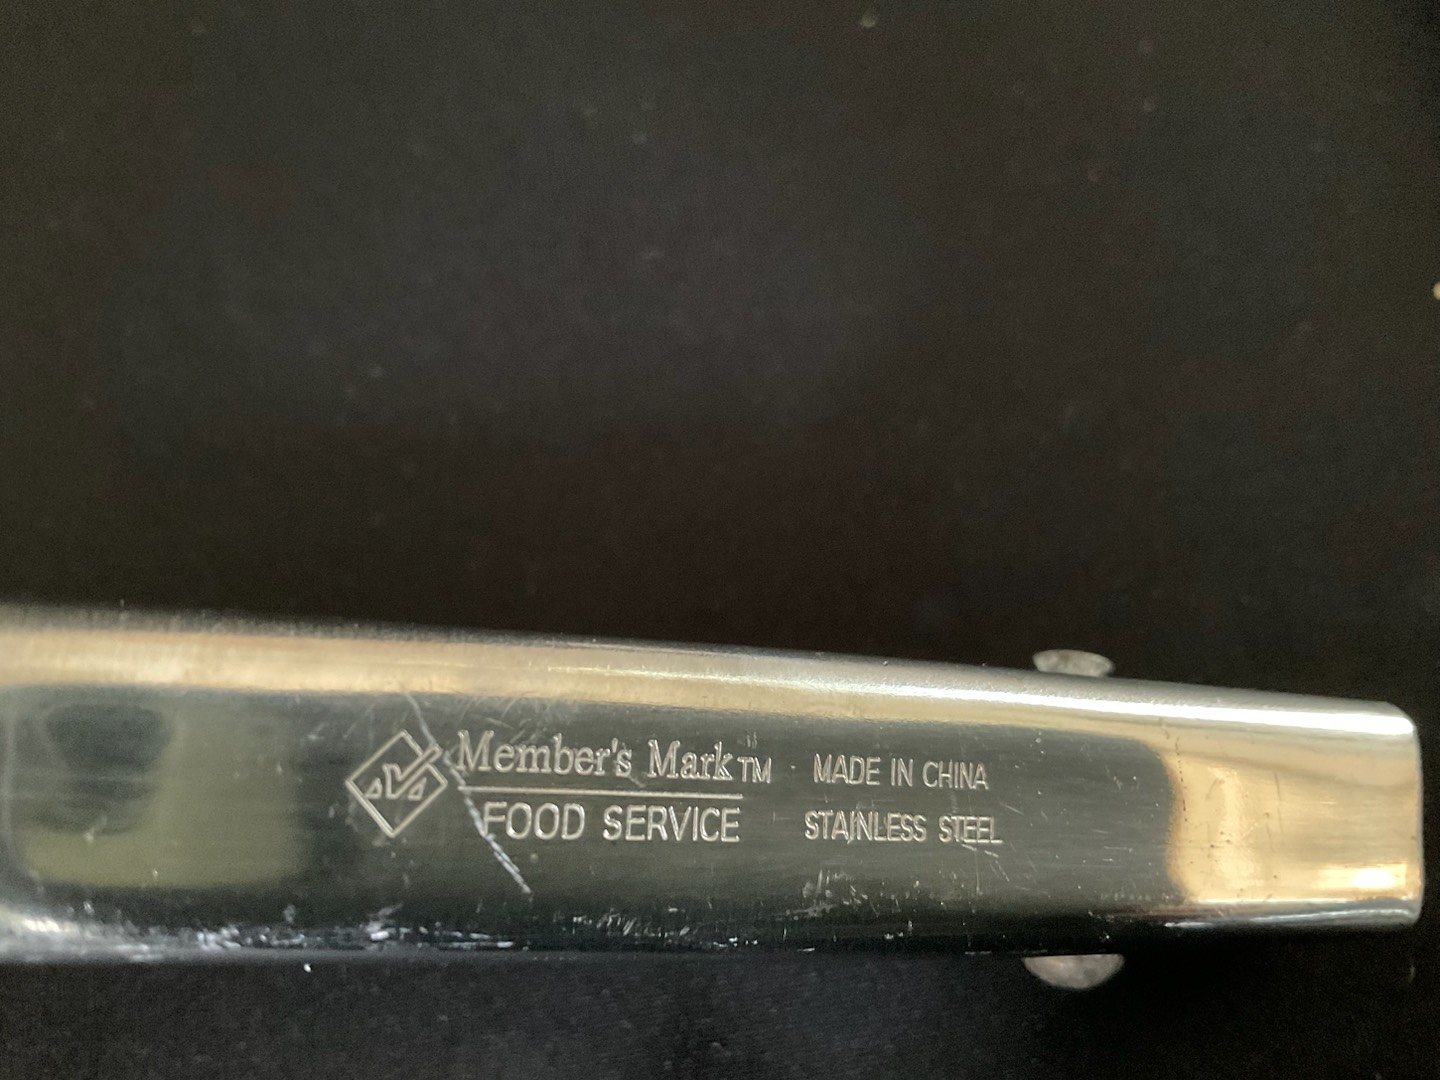 Member's Mark TM
FOOD SERVICE
MADE IN CHINA
STAINLESS STEEL